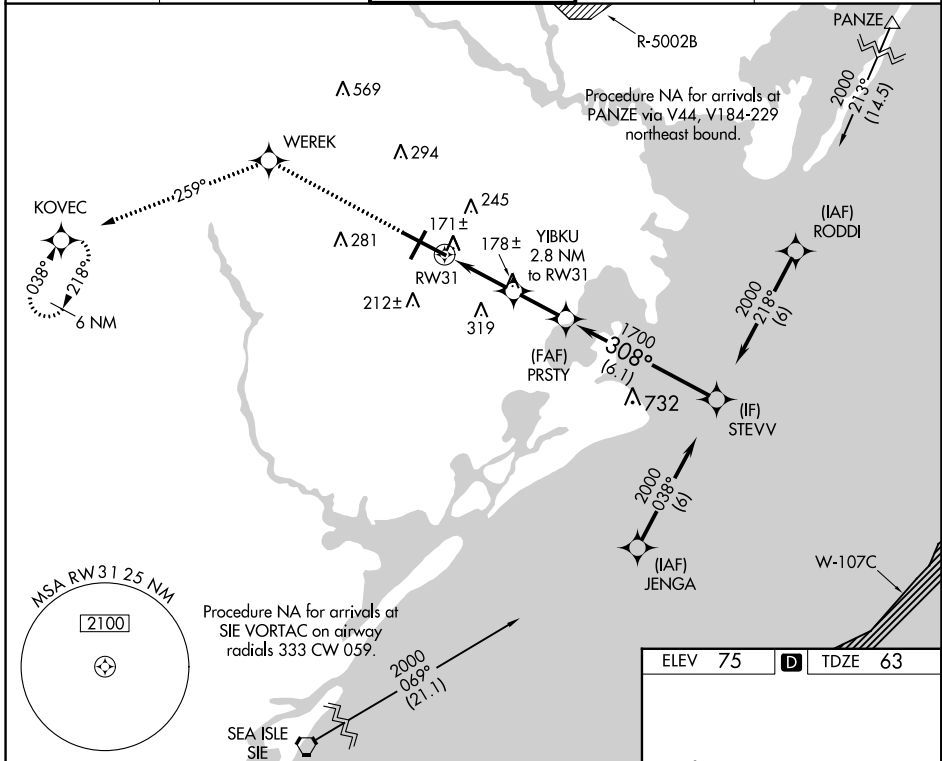 PANZE
R-5002B
2000
213°
(14.5)
Procedure NA for arrivals at
PANZE via V44, V184-229
northeast bound.
569
294
WEREK
259°
KOVEC
038°
218°
6 NM
245
171±
281
178±
YIBKU
2.8 NM
to RW31
RW31
212±
319
(IAF)
RODDI
2000
218°
(6)
1700
308°
(6.1)
(FAF)
PRSTY
732
(IF)
STEVV
2000
038°
(6)
(IAF)
JENGA
W-107C
MSA RW31 25 NM
2100
Procedure NA for arrivals at
SIE VORTAC on airway
radials 333 CW 059.
2000
069°
(21.1)
SEA ISLE
SIE
ELEV 75 D TDZE 63